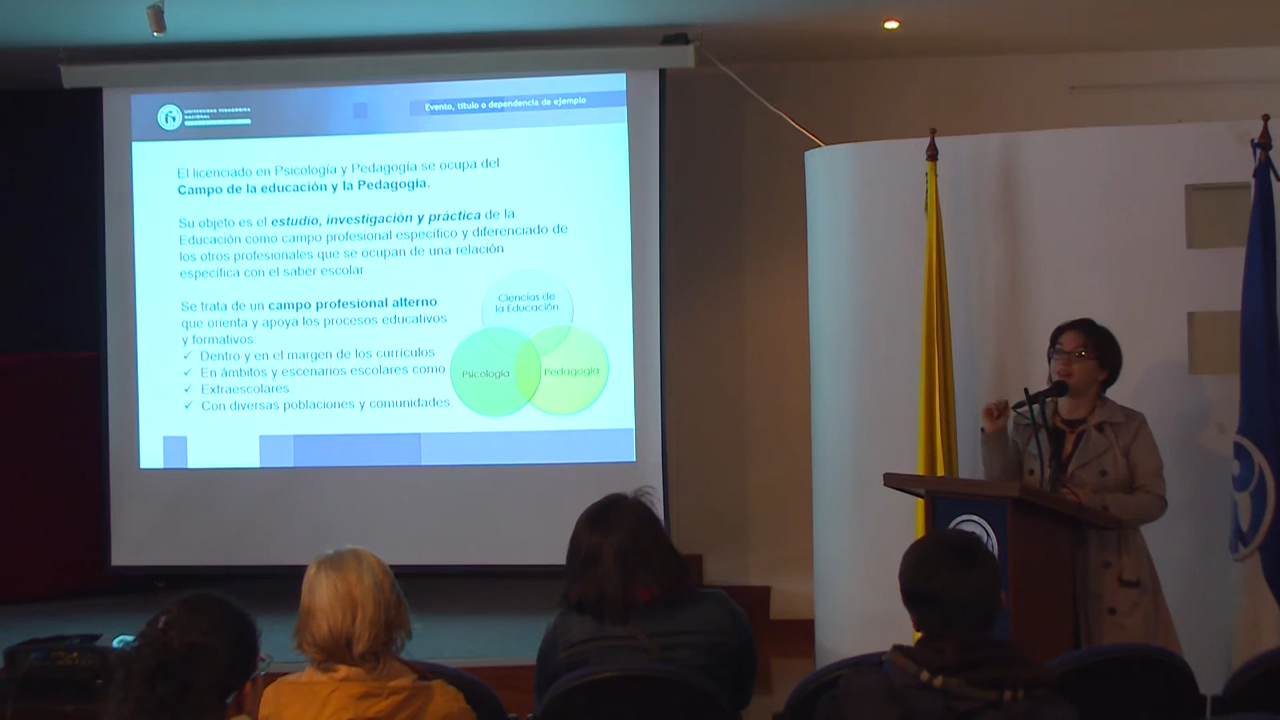 UNIVERSIDAD PEDAGOGICA
NACIONAL
Evento, título o dependencia de ejemplo
El licenciado en Psicología y Pedagogía se ocupa del
Campo de la educación y la Pedagogía.
Su objeto es el estudio, investigación y práctica de la
Educación como campo profesional específico y diferenciado de
los otros profesionales que se ocupan de una relación
específica con el saber escolar.
Se trata de un campo profesional alterno
que orienta y apoya los procesos educativos
y formativos:
✓ Dentro y en el margen de los currículos
✓ En ámbitos y escenarios escolares como
✓ Extraescolares.
✓ Con diversas poblaciones y comunidades.
Ciencias de
la Educación
Psicología
Pedagogía